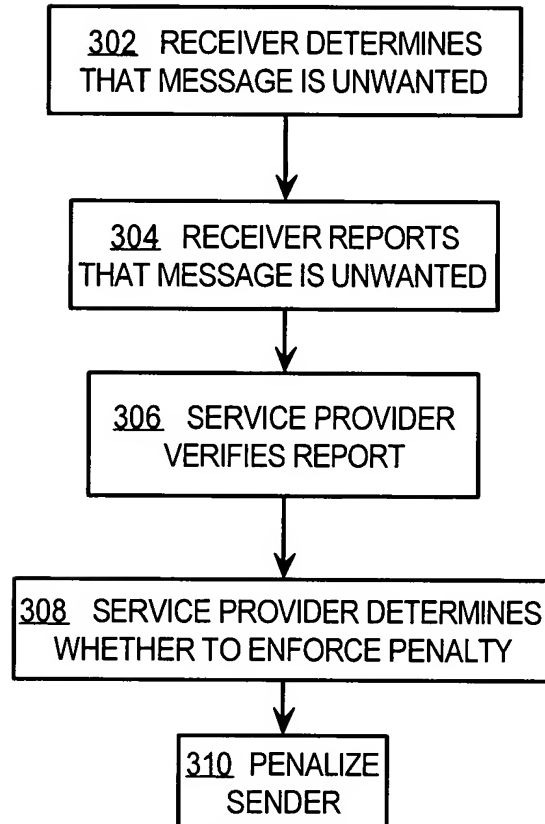 302 RECEIVER DETERMINES
THAT MESSAGE IS UNWANTED
304 RECEIVER REPORTS
THAT MESSAGE IS UNWANTED
306 SERVICE PROVIDER
VERIFIES REPORT
308 SERVICE PROVIDER DETERMINES
WHETHER TO ENFORCE PENALTY
310 PENALIZE
SENDER